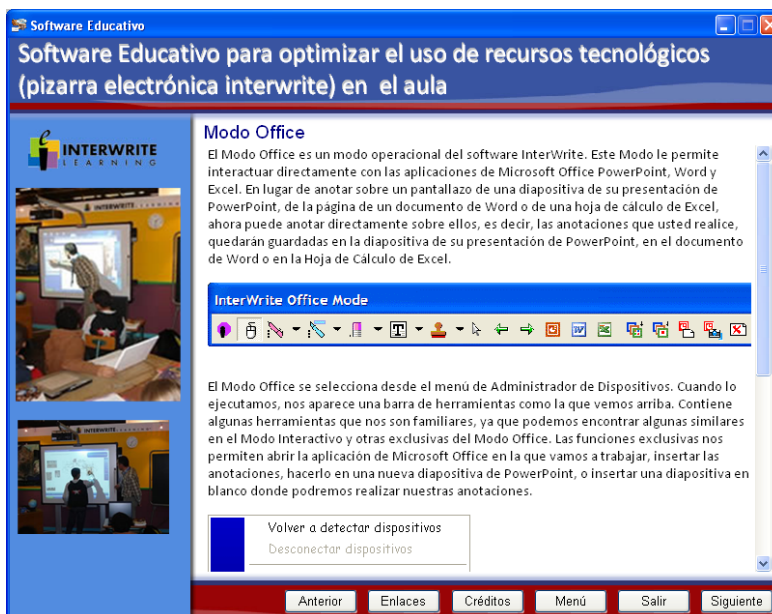 Software Educativo
Software Educativo para optimizar el uso de recursos tecnológicos
(pizarra electrónica interwrite) en el aula
INTERWRITE
LEARNING
Modo Office
El Modo Office es un modo operacional del software InterWrite. Este Modo le permite
interactuar directamente con las aplicaciones de Microsoft Office PowerPoint, Word y
Excel. En lugar de anotar sobre un pantallazo de una diapositiva de su presentación de
PowerPoint, de la página de un documento de Word o de una hoja de cálculo de Excel,
ahora puede anotar directamente sobre ellos, es decir, las anotaciones que usted realice,
quedarán guardadas en la diapositiva de su presentación de PowerPoint, en el documento
de Word o en la Hoja de Cálculo de Excel.
InterWrite Office Mode
El Modo Office se selecciona desde el menú de Administrador de Dispositivos. Cuando lo
ejecutamos, nos aparece una barra de herramientas como la que vemos arriba. Contiene
algunas herramientas que nos son familiares, ya que podemos encontrar algunas similares
en el Modo Interactivo y otras exclusivas del Modo Office. Las funciones exclusivas nos
permiten abrir la aplicación de Microsoft Office en la que vamos a trabajar, insertar las
anotaciones, hacerlo en una nueva diapositiva de PowerPoint, o insertar una diapositiva en
blanco donde podremos realizar nuestras anotaciones.
Volver a detectar dispositivos
Desconectar dispositivos
Anterior
Enlaces
Créditos
Menú
Salir
Siguiente